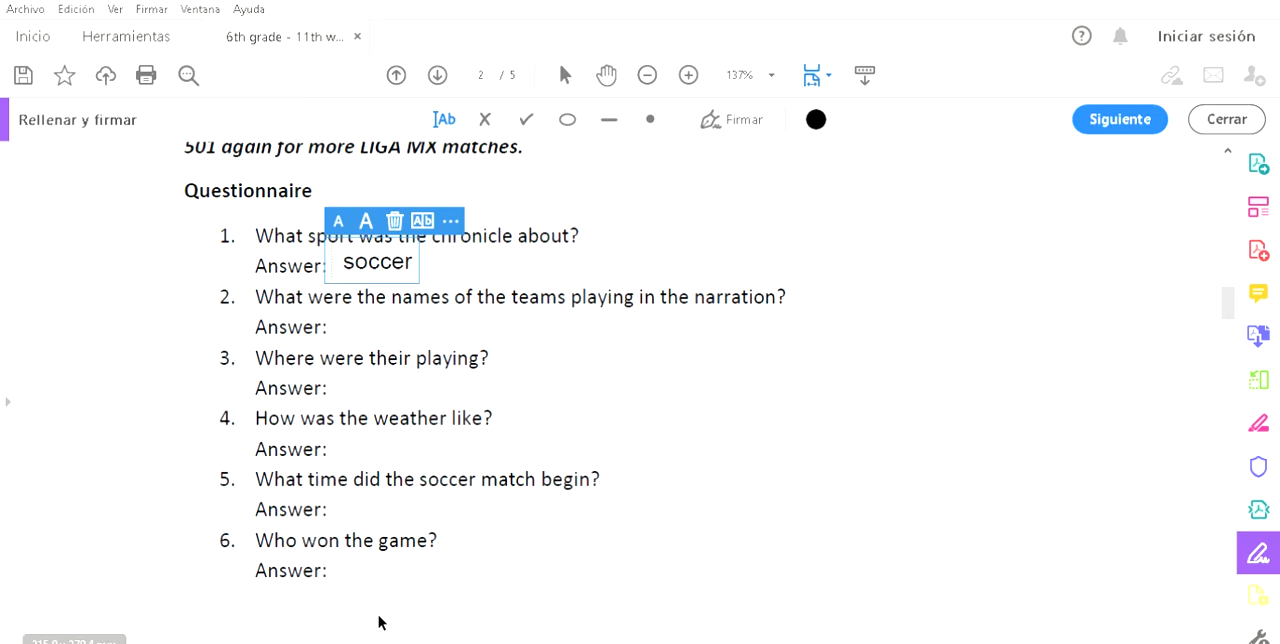 Archivo Edición Ver Firmar Ventana Ayuda
Inicio Herramientas 6th grade - 11th w... × Iniciar sesión
2 / 5 137%
Rellenar y firmar Ab Firmar Siguiente Cerrar
501 again for more LIGA MX matches.
Questionnaire
A A Ab ...
1. What sport was the chronicle about?
Answer: soccer
2. What were the names of the teams playing in the narration?
Answer:
3. Where were their playing?
Answer:
4. How was the weather like?
Answer:
5. What time did the soccer match begin?
Answer:
6. Who won the game?
Answer: